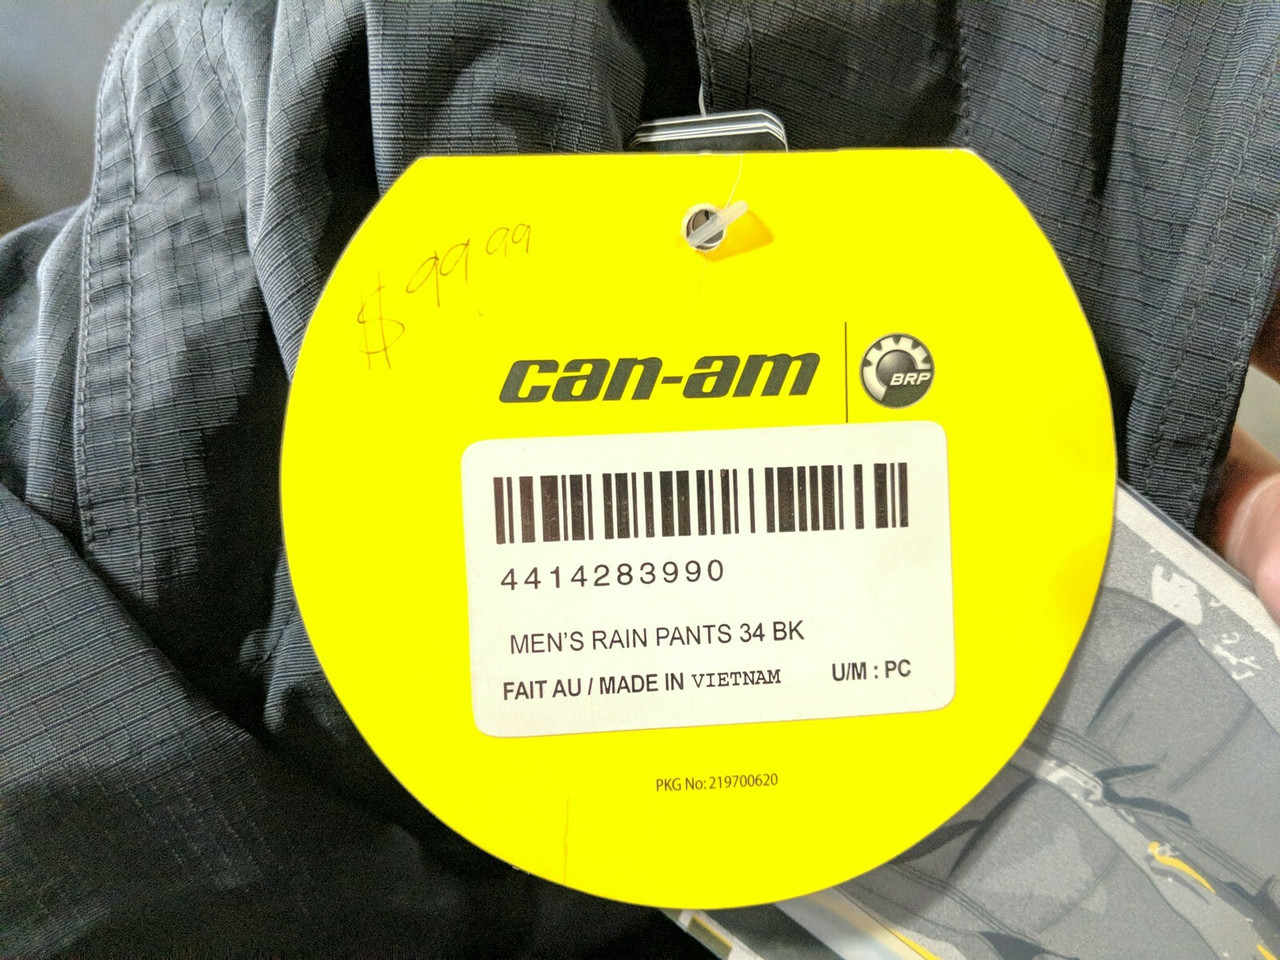 $ 99.99
can-am
BRP
4414283990
MEN'S RAIN PANTS 34 BK
FAIT AU / MADE IN VIETNAM U/M : PC
PKG No: 219700620